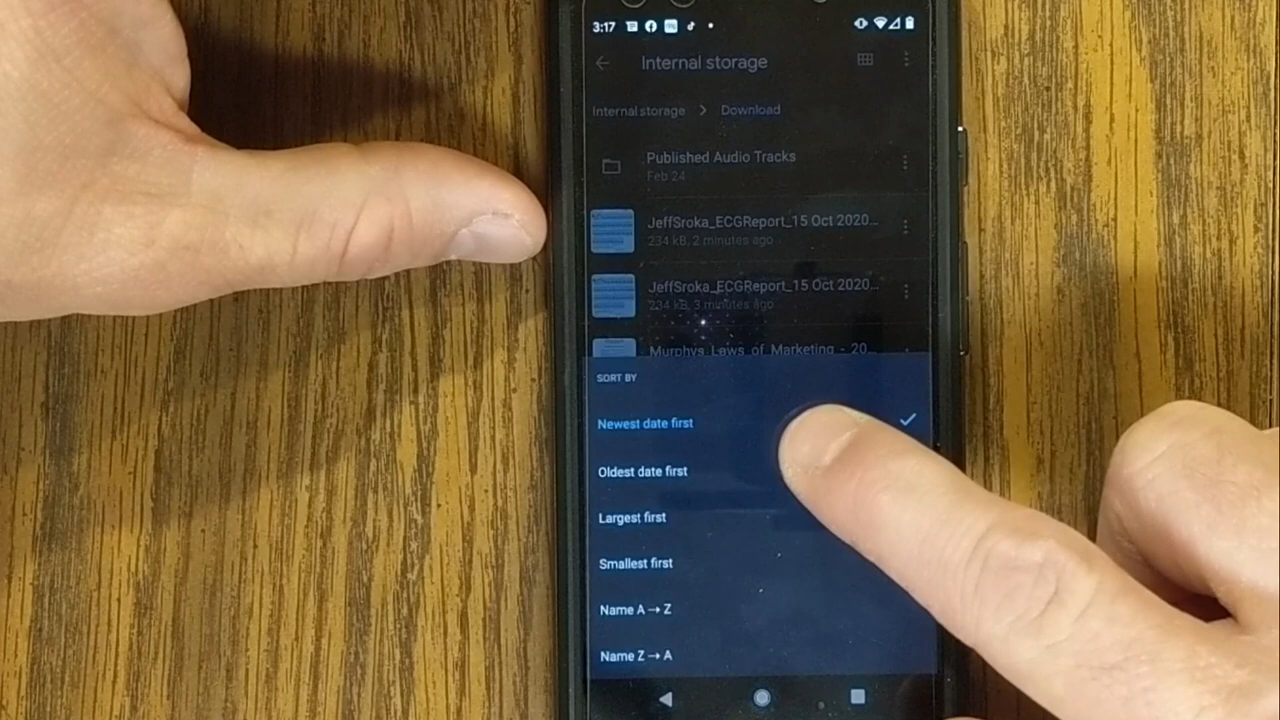 3:17
Internal storage
Internal storage > Download
Published Audio Tracks
Feb 24
JeffSroka_ECGReport_15 Oct 2020...
234 kB, 2 minutes ago
JeffSroka_ECGReport_15 Oct 2020...
234 kB, 3 minutes ago
Murphys_Laws_of_Marketing_-_20...
SORT BY
Newest date first
Oldest date first
Largest first
Smallest first
Name A → Z
Name Z → A